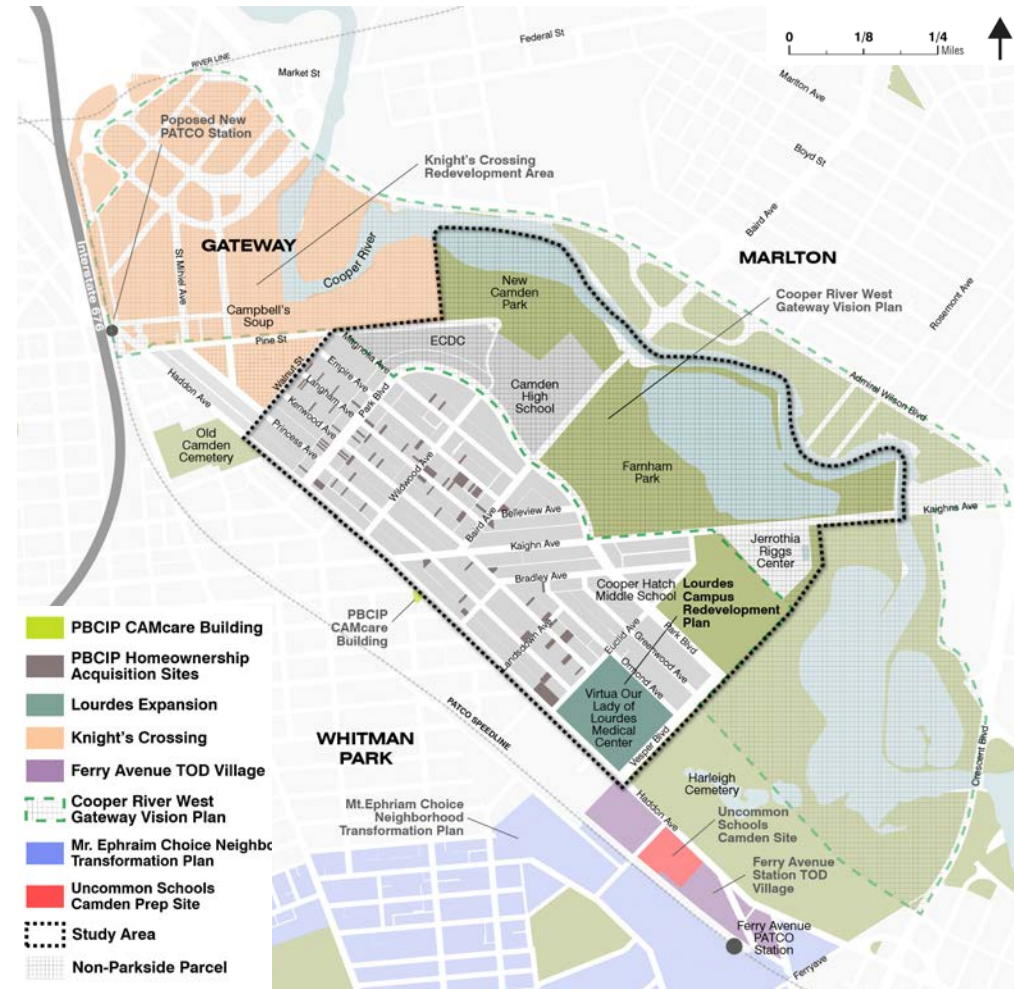 0 1/8 1/4
Miles
Federal St
RIVER LINE
Market St
Marlton Ave
Poposed New
PATCO Station
Boyd St
Knight's Crossing
Redevelopment Area
Baird Ave
GATEWAY
Cooper River
MARLTON
St Mihiel Ave
Interstate 676
New
Camden
Park
Cooper River West
Gateway Vision Plan
Rosemont Ave
Campbell's
Soup
Pine St
ECDC
Magnolia Ave
Walnut St
Empire Ave
Park Blvd
Langham Ave
Kenwood Ave
Princess Ave
Haddon Ave
Camden
High
School
Admiral Wilson Blvd
Old
Camden
Cemetery
Wildwood Ave
Farnham
Park
Baird Ave
Belleview Ave
Kaighns Ave
Kaighn Ave
Jerrothia
Riggs
Center
Bradley Ave
Cooper Hatch
Middle School
Lourdes
Campus
Redevelopment
Plan
PBCIP
CAMcare
Building
Landsdown Ave
Euclid Ave
Park Blvd
Greenwood Ave
Ormond Ave
Virtua Our
Lady of
Lourdes
Medical
Center
Vesper Blvd
PATCO SPEEDLINE
WHITMAN
PARK
Harleigh
Cemetery
Crescent Blvd
Mt.Ephriam Choice
Neighborhood
Transformation Plan
Haddon Ave
Uncommon
Schools
Camden Site
Ferry Avenue
Station TOD
Village
Ferry Avenue
PATCO
Station
Ferryave
PBCIP CAMcare Building
PBCIP Homeownership
Acquisition Sites
Lourdes Expansion
Knight's Crossing
Ferry Avenue TOD Village
Cooper River West
Gateway Vision Plan
Mr. Ephraim Choice Neighbo
Transformation Plan
Uncommon Schools
Camden Prep Site
Study Area
Non-Parkside Parcel